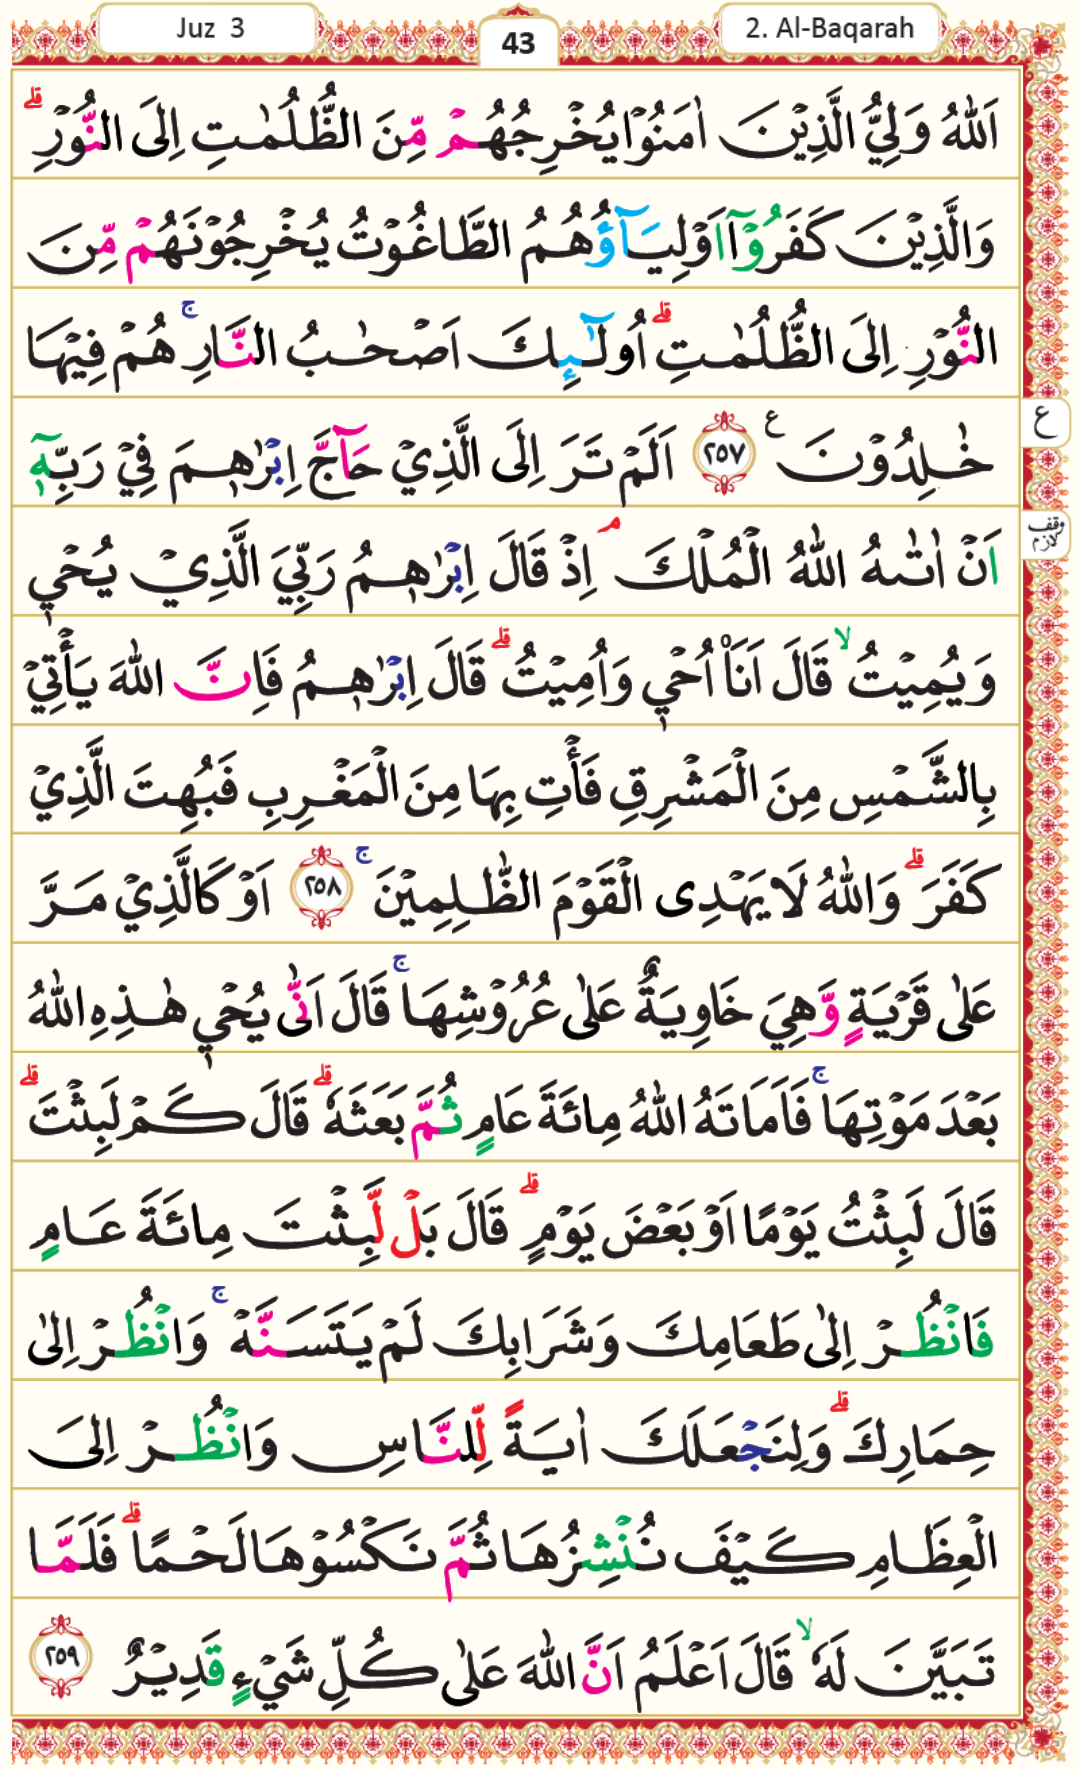 Juz 3
43
2. Al-Baqarah
اَللّٰهُ وَلِيُّ الَّذِيْنَ اٰمَنُوْا يُخْرِجُهُمْ مِّنَ الظُّلُمٰتِ اِلَى النُّوْرِ ۗ
وَالَّذِيْنَ كَفَرُوْٓا اَوْلِيَآؤُهُمُ الطَّاغُوْتُ يُخْرِجُوْنَهُمْ مِّنَ
النُّوْرِ اِلَى الظُّلُمٰتِ ۗ اُولٰۤىِٕكَ اَصْحٰبُ النَّارِ ۚ هُمْ فِيْهَا
خٰلِدُوْنَ ࣖ ٢٥٧ اَلَمْ تَرَ اِلَى الَّذِيْ حَاۤجَّ اِبْرٰهٖمَ فِيْ رَبِّهٖٓ
ع
اَنْ اٰتٰىهُ اللّٰهُ الْمُلْكَ ۘ اِذْ قَالَ اِبْرٰهٖمُ رَبِّيَ الَّذِيْ يُحْيٖ
وقف لازم
وَيُمِيْتُ ۙ قَالَ اَنَا۠ اُحْيٖ وَاُمِيْتُ ۗ قَالَ اِبْرٰهٖمُ فَاِنَّ اللّٰهَ يَأْتِيْ
بِالشَّمْسِ مِنَ الْمَشْرِقِ فَأْتِ بِهَا مِنَ الْمَغْرِبِ فَبُهِتَ الَّذِيْ
كَفَرَ ۗ وَاللّٰهُ لَا يَهْدِى الْقَوْمَ الظّٰلِمِيْنَ ۚ ٢٥٨ اَوْ كَالَّذِيْ مَرَّ
عَلٰى قَرْيَةٍ وَّهِيَ خَاوِيَةٌ عَلٰى عُرُوْشِهَا ۚ قَالَ اَنّٰى يُحْيٖ هٰذِهِ اللّٰهُ
بَعْدَ مَوْتِهَا ۚ فَاَمَاتَهُ اللّٰهُ مِائَةَ عَامٍ ثُمَّ بَعَثَهٗ ۗ قَالَ كَمْ لَبِثْتَ ۗ
قَالَ لَبِثْتُ يَوْمًا اَوْ بَعْضَ يَوْمٍ ۗ قَالَ بَلْ لَّبِثْتَ مِائَةَ عَامٍ
فَانْظُرْ اِلٰى طَعَامِكَ وَشَرَابِكَ لَمْ يَتَسَنَّهْ ۚ وَانْظُرْ اِلٰى
حِمَارِكَ ۗ وَلِنَجْعَلَكَ اٰيَةً لِّلنَّاسِ وَانْظُرْ اِلَى
الْعِظَامِ كَيْفَ نُنْشِزُهَا ثُمَّ نَكْسُوْهَا لَحْمًا ۗ فَلَمَّا
تَبَيَّنَ لَهٗ ۙ قَالَ اَعْلَمُ اَنَّ اللّٰهَ عَلٰى كُلِّ شَيْءٍ قَدِيْرٌ ٢٥٩